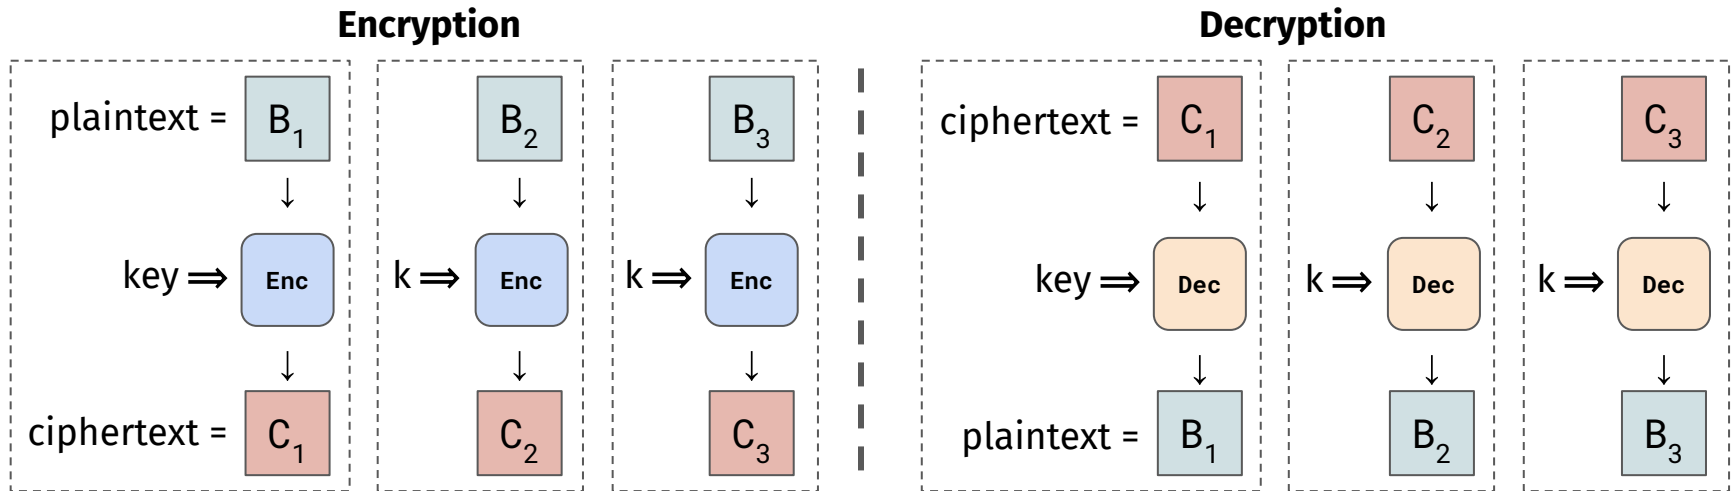 Encryption
Decryption
plaintext = B₁ B₂ B₃
key ⇒ Enc k ⇒ Enc k ⇒ Enc
ciphertext = C₁ C₂ C₃
ciphertext = C₁ C₂ C₃
key ⇒ Dec k ⇒ Dec k ⇒ Dec
plaintext = B₁ B₂ B₃